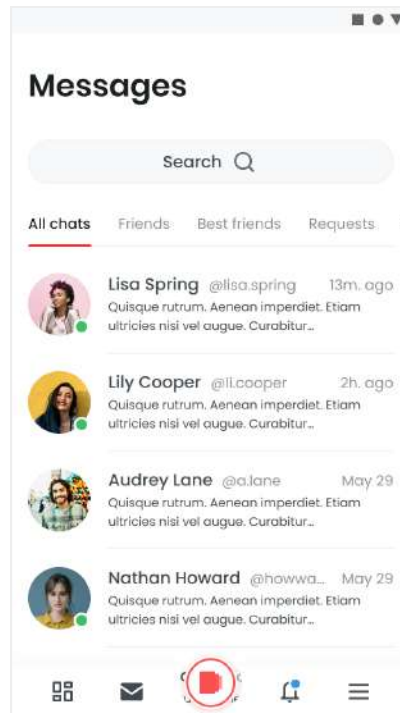 Messages
Search
All chats Friends Best friends Requests
Lisa Spring @lisa.spring 13m. ago
Quisque rutrum. Aenean imperdiet. Etiam
ultricies nisi vel augue. Curabitur...
Lily Cooper @li.cooper 2h. ago
Quisque rutrum. Aenean imperdiet. Etiam
ultricies nisi vel augue. Curabitur...
Audrey Lane @a.lane May 29
Quisque rutrum. Aenean imperdiet. Etiam
ultricies nisi vel augue. Curabitur...
Nathan Howard @howwa... May 29
Quisque rutrum. Aenean imperdiet. Etiam
ultricies nisi vel augue. Curabitur...